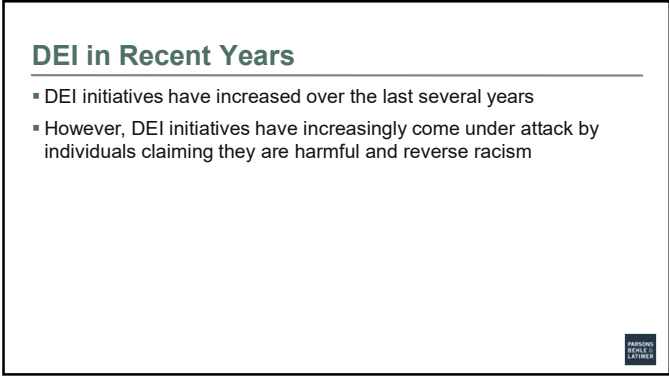 DEI in Recent Years
▪ DEI initiatives have increased over the last several years
▪ However, DEI initiatives have increasingly come under attack by
individuals claiming they are harmful and reverse racism
PARSONS
BEHLE &
LATIMER